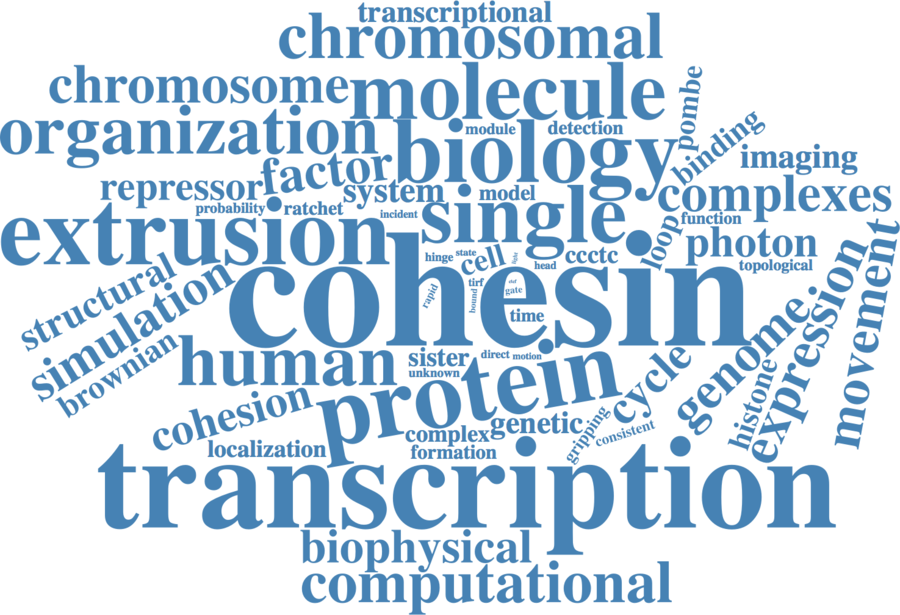 transcriptional
chromosomal
chromosome
molecule
pombe
organization
biology
module
detection
binding
factor
imaging
repressor
system
model
complexes
probability
ratchet
incident
single
function
extrusion
loop
photon
hinge
state
cell
head
ccctc
topological
structural
simulation
cohesin
rapid
tirf
bound
gate
time
expression
movement
brownian
human
sister
unknown
direct
motion
protein
cycle
genome
histone
cohesion
localization
complex
genetic
gripping
consistent
formation
transcription
biophysical
computational